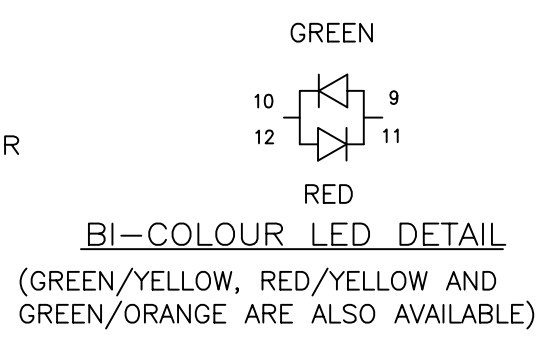 GREEN
10 9
R
12 11
RED
BI-COLOUR LED DETAIL
(GREEN/YELLOW, RED/YELLOW AND
GREEN/ORANGE ARE ALSO AVAILABLE)